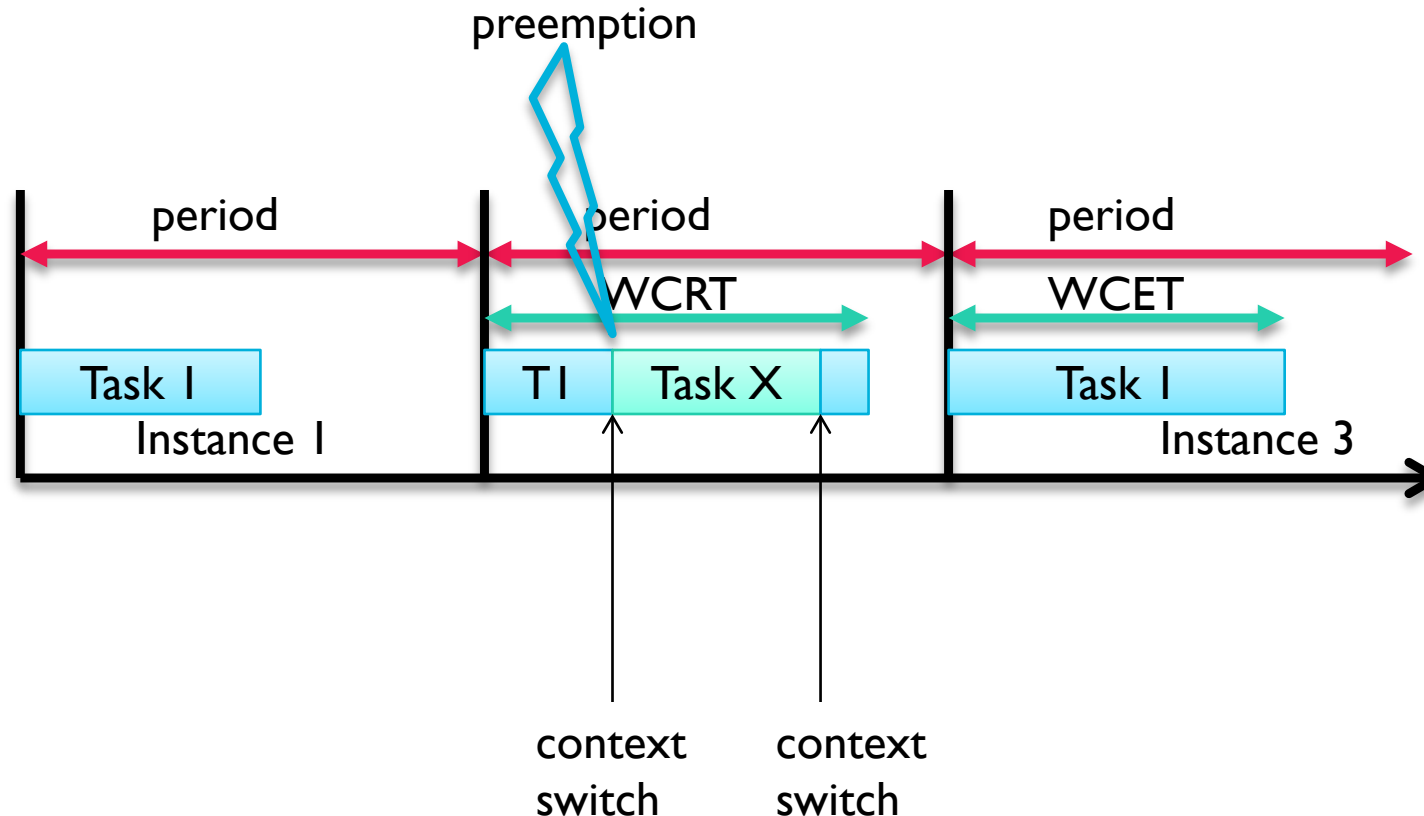 preemption
period
period
period
WCRT
WCET
Task 1
T1
Task X
Task 1
Instance 1
Instance 3
context
switch
context
switch